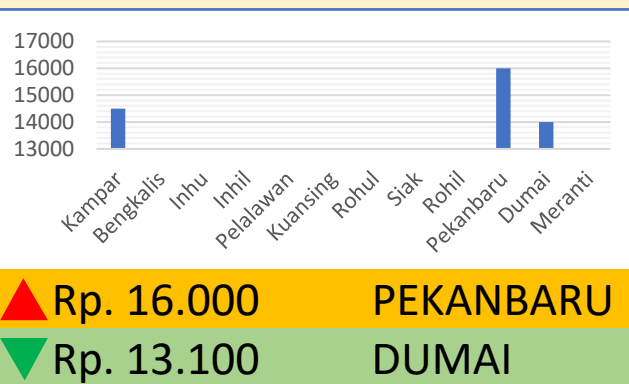 17000
16000
15000
14000
13000
Kampar
Bengkalis
Inhu
Inhil
Pelalawan
Kuansing
Rohul
Siak
Rohil
Pekanbaru
Dumai
Meranti
Rp. 16.000 PEKANBARU
Rp. 13.100 DUMAI